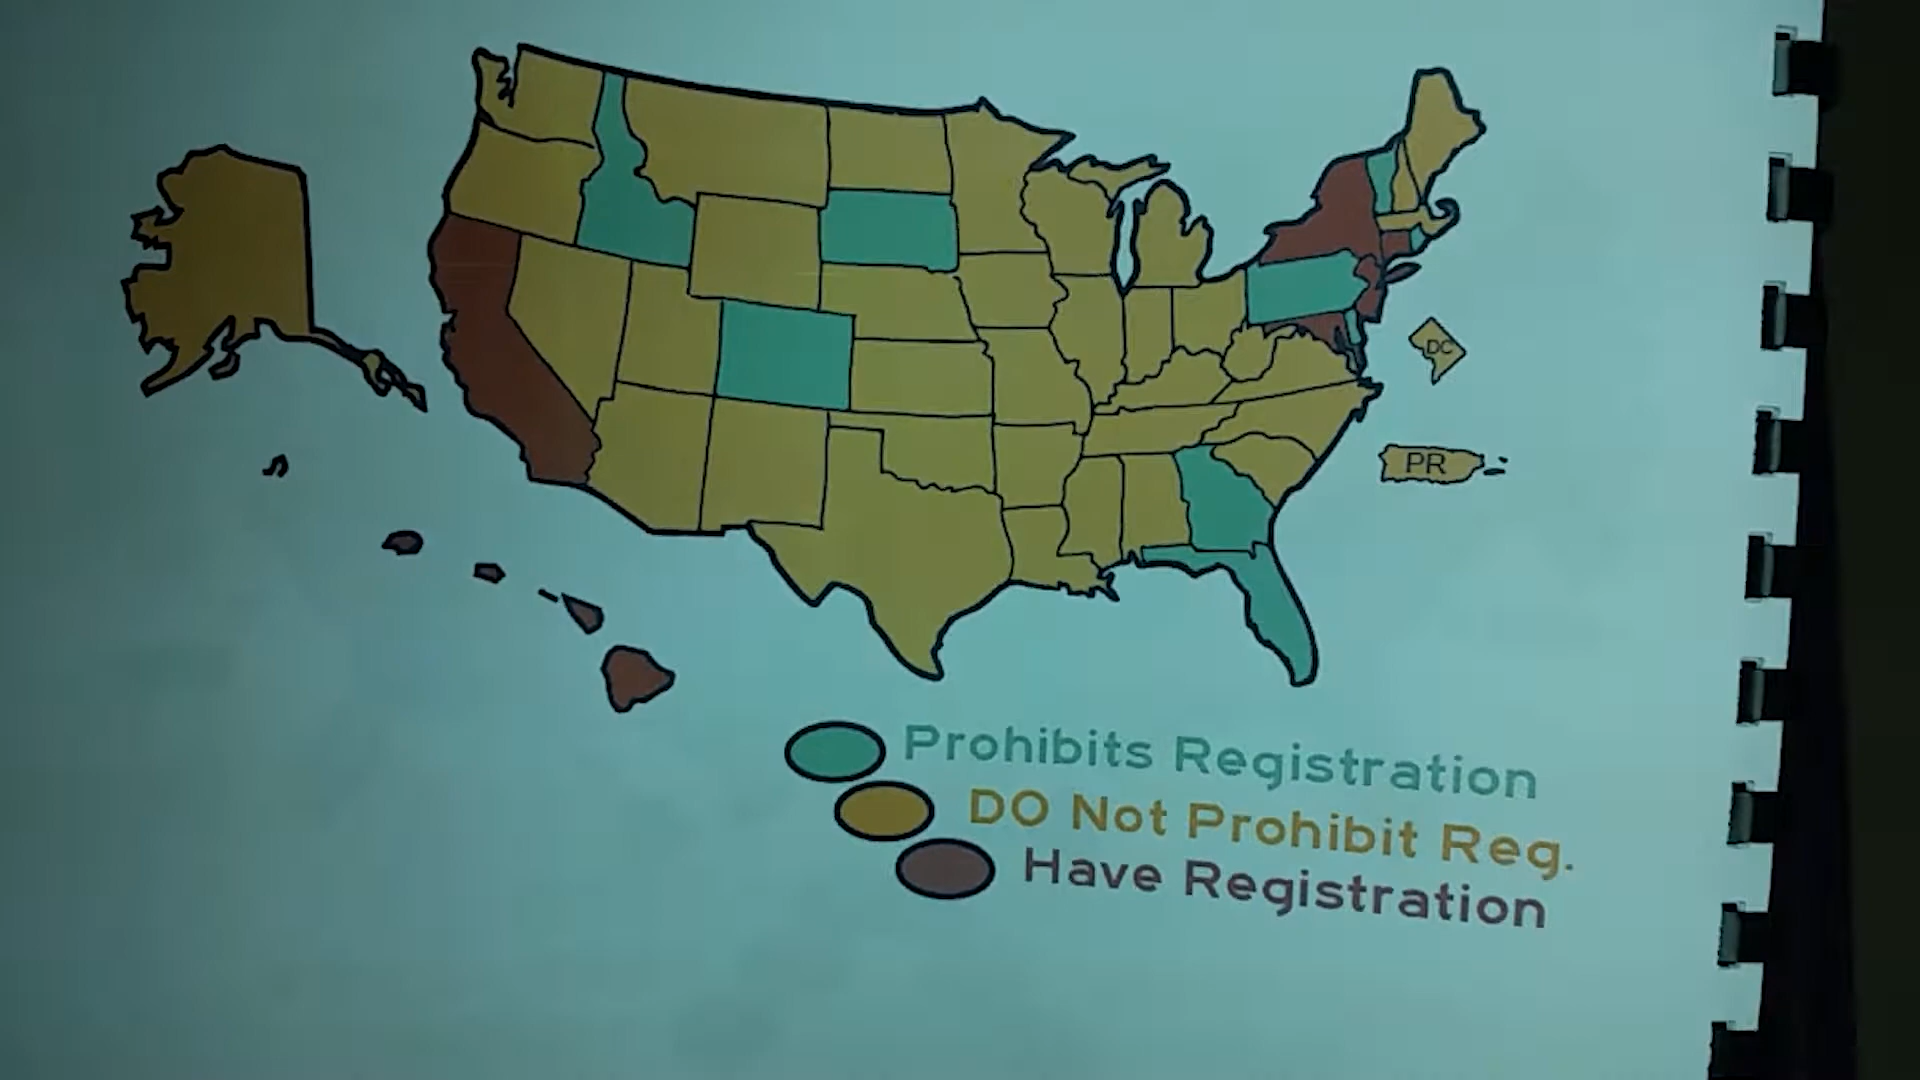 DC
PR
Prohibits Registration
DO Not Prohibit Reg.
Have Registration